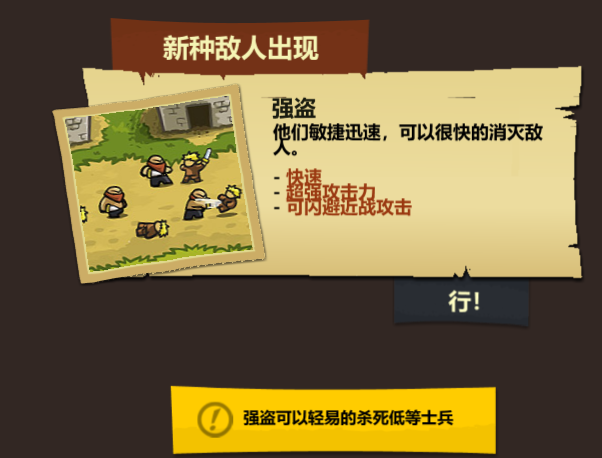 新种敌人出现
强盗
他们敏捷迅速，可以很快的消灭敌
人。
- 快速
- 超强攻击力
- 可闪避近战攻击
行!
强盗可以轻易的杀死低等士兵